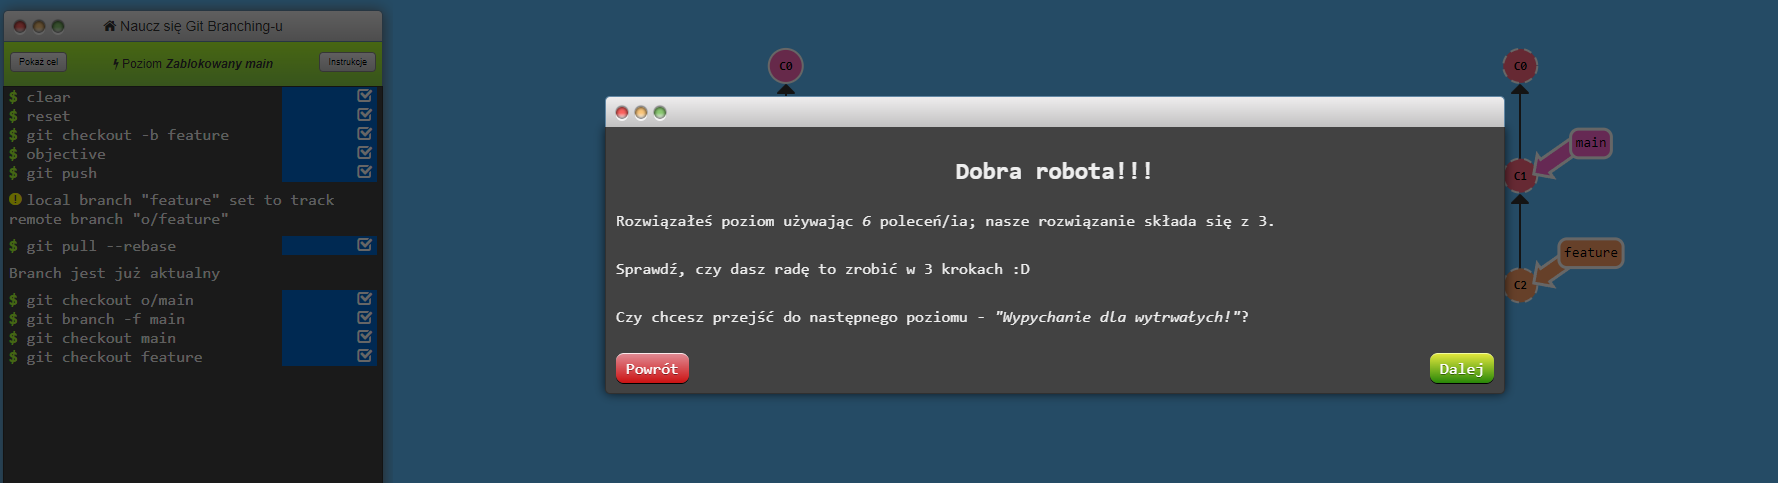 Naucz się Git Branching-u
Pokaż cel
Poziom Zablokowany main
Instrukcje
$ clear
$ reset
$ git checkout -b feature
$ objective
$ git push
local branch "feature" set to track
remote branch "o/feature"
$ git pull --rebase
Branch jest już aktualny
$ git checkout o/main
$ git branch -f main
$ git checkout main
$ git checkout feature
C0
Dobra robota!!!
Rozwiązałeś poziom używając 6 poleceń/ia; nasze rozwiązanie składa się z 3.
Sprawdź, czy dasz radę to zrobić w 3 krokach :D
Czy chcesz przejść do następnego poziomu - "Wypychanie dla wytrwałych!"?
Powrót
Dalej
C0
main
C1
feature
C2